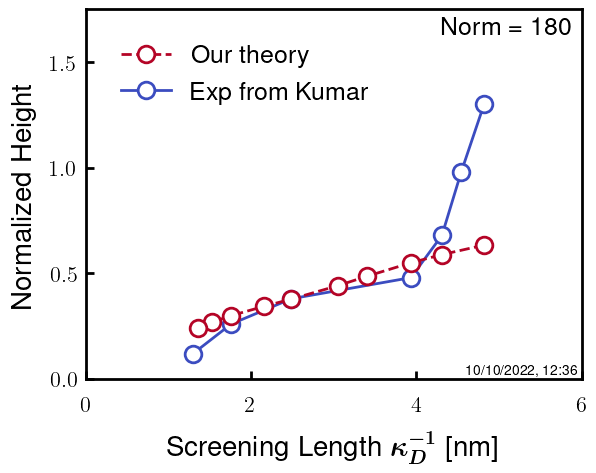 Norm = 180
Our theory
Exp from Kumar
Normalized Height
1.5
1.0
0.5
0.0
10/10/2022, 12:36
0 2 4 6
Screening Length κ_D^{-1} [nm]